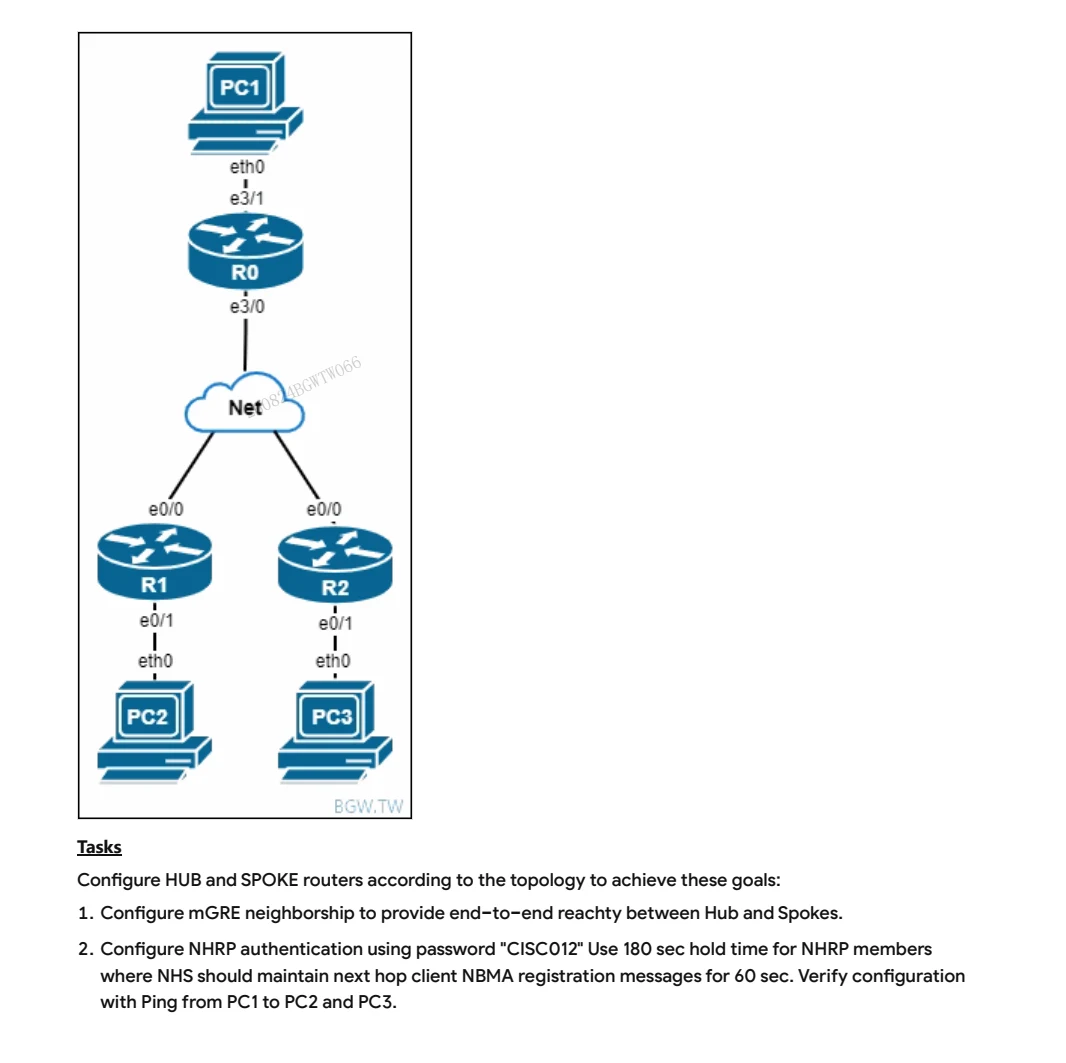 PC1
eth0
e3/1
R0
e3/0
Net
e0/0
e0/0
R1
R2
e0/1
e0/1
eth0
eth0
PC2
PC3
BGW.TW
Tasks
Configure HUB and SPOKE routers according to the topology to achieve these goals:
1. Configure mGRE neighborship to provide end-to-end reachty between Hub and Spokes.
2. Configure NHRP authentication using password "CISC012" Use 180 sec hold time for NHRP members
where NHS should maintain next hop client NBMA registration messages for 60 sec. Verify configuration
with Ping from PC1 to PC2 and PC3.